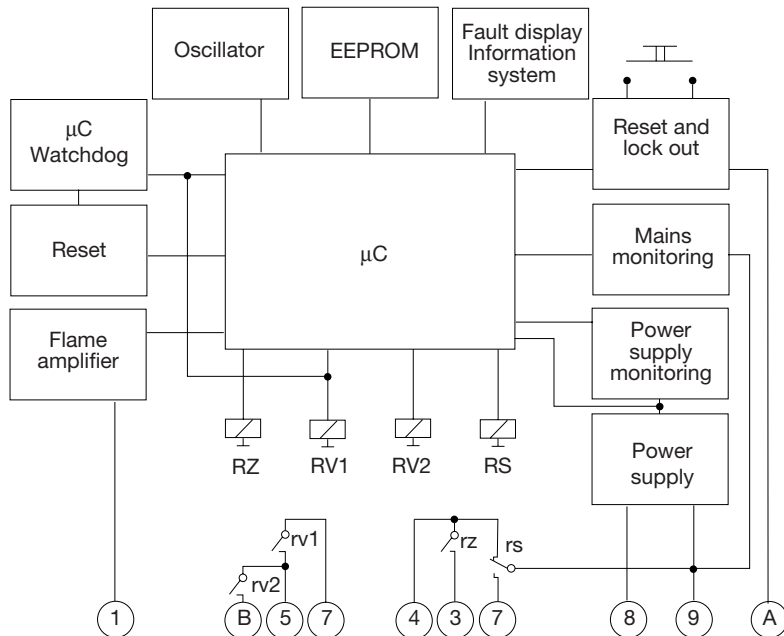 Oscillator
EEPROM
Fault display
Information
system
μC
Watchdog
Reset and
lock out
Reset
μC
Mains
monitoring
Flame
amplifier
Power
supply
monitoring
RZ
RV1
RV2
RS
Power
supply
rv1
rz
rs
rv2
1
B
5
7
4
3
7
8
9
A